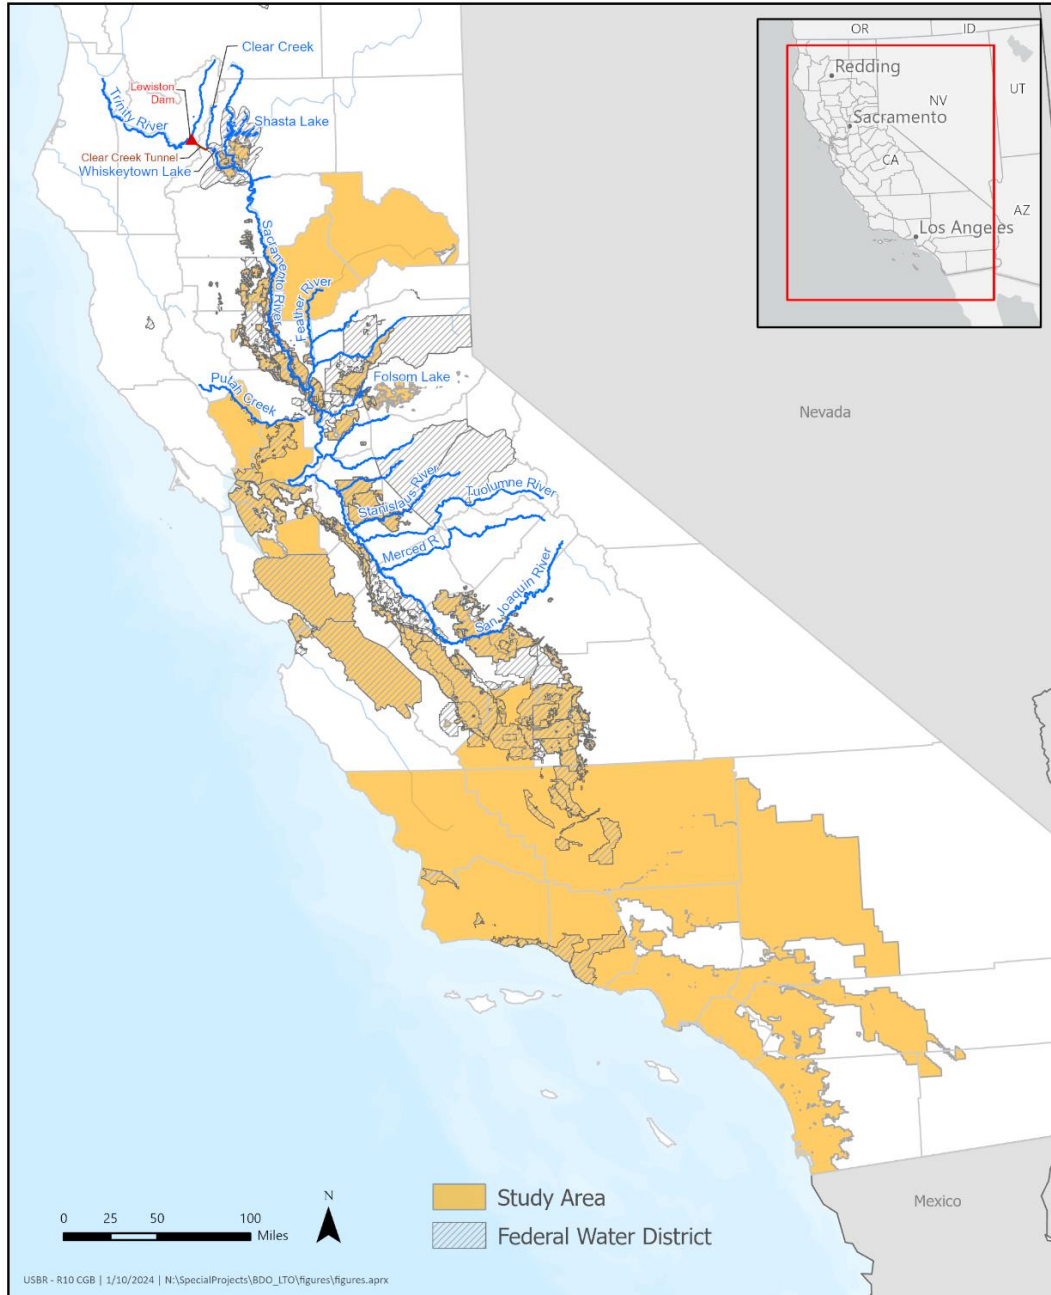 OR
ID
Redding
UT
NV
Sacramento
CA
AZ
Los Angeles
Clear Creek
Lewiston
Dam
Trinity River
Shasta Lake
Clear Creek Tunnel
Whiskeytown Lake
Sacramento River
Feather River
Folsom Lake
Putah Creek
Nevada
Stanislaus River
Tuolumne River
Merced R
San Joaquin River
Study Area
Federal Water District
Mexico
N
0 25 50 100
Miles
USBR - R10 CGB | 1/10/2024 | N:\SpecialProjects\BDO_LTO\figures\figures.aprx